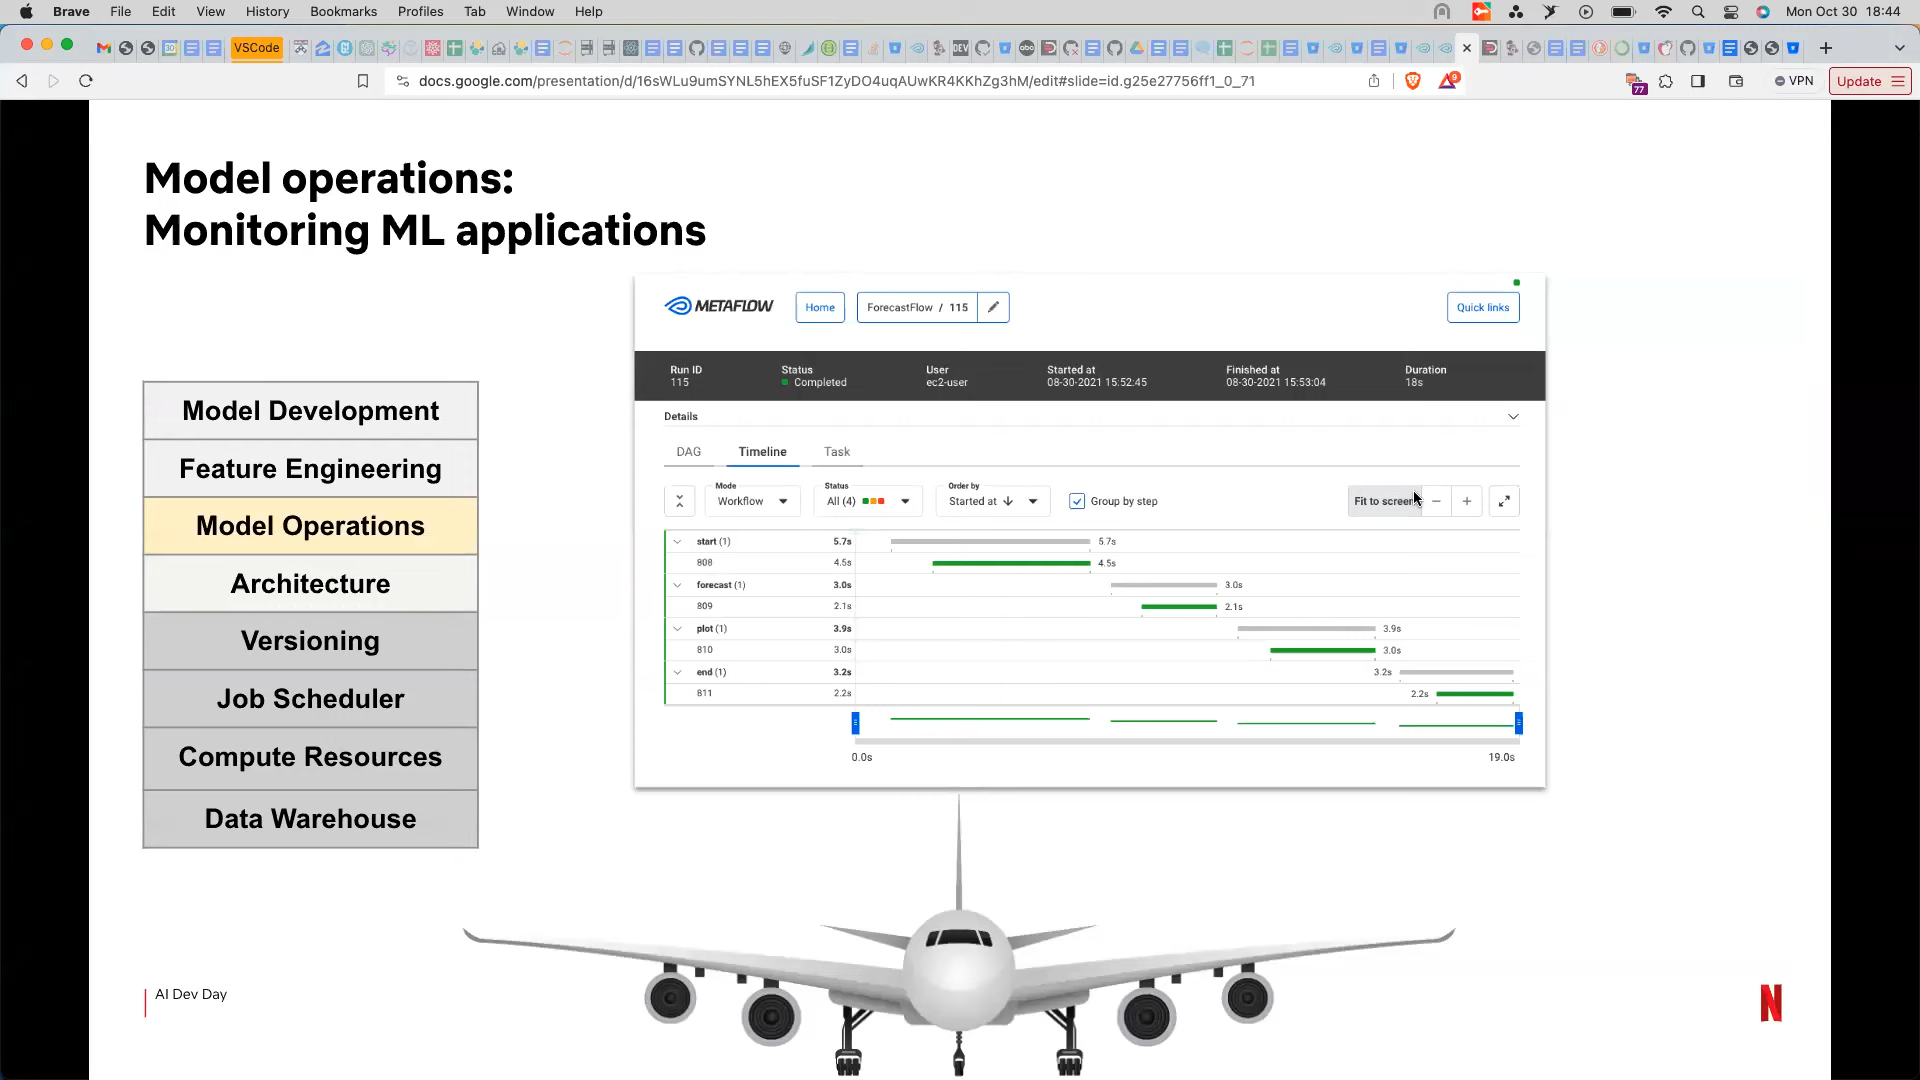 Brave File Edit View History Bookmarks Profiles Tab Window Help Mon Oct 30 18:44
VSCode DEV abc
docs.google.com/presentation/d/16sWLu9umSYNL5hEX5fuSF1ZyDO4uqAUwKR4KKhZg3hM/edit#slide=id.g25e27756ff1_0_71 9 77 VPN Update
Model operations:
Monitoring ML applications
METAFLOW Home ForecastFlow / 115 Quick links
Run ID Status User Started at Finished at Duration
115 Completed ec2-user 08-30-2021 15:52:45 08-30-2021 15:53:04 18s
Details
DAG Timeline Task
Mode Status Order by
Workflow All (4) Started at Group by step Fit to screen
start (1) 5.7s 5.7s
808 4.5s 4.5s
forecast (1) 3.0s 3.0s
809 2.1s 2.1s
plot (1) 3.9s 3.9s
810 3.0s 3.0s
end (1) 3.2s 3.2s
811 2.2s 2.2s
0.0s 19.0s
Model Development
Feature Engineering
Model Operations
Architecture
Versioning
Job Scheduler
Compute Resources
Data Warehouse
AI Dev Day
N